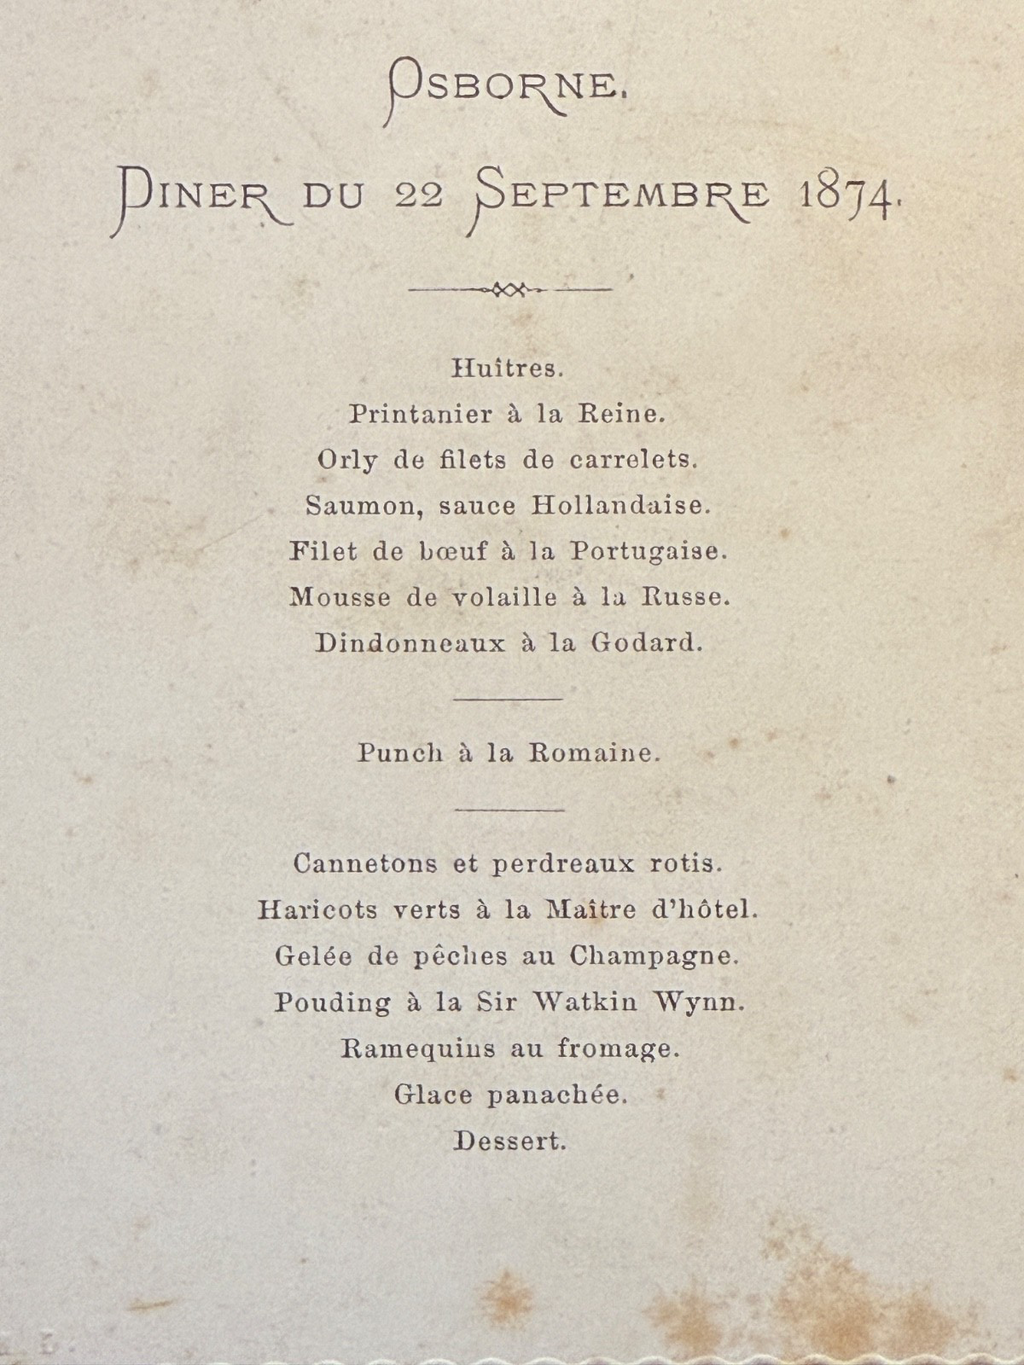 OSBORNE.
DINER DU 22 SEPTEMBRE 1874.
Huîtres.
Printanier à la Reine.
Orly de filets de carrelets.
Saumon, sauce Hollandaise.
Filet de bœuf à la Portugaise.
Mousse de volaille à la Russe.
Dindonneaux à la Godard.
Punch à la Romaine.
Cannetons et perdreaux rotis.
Haricots verts à la Maître d'hôtel.
Gelée de pêches au Champagne.
Pouding à la Sir Watkin Wynn.
Ramequins au fromage.
Glace panachée.
Dessert.